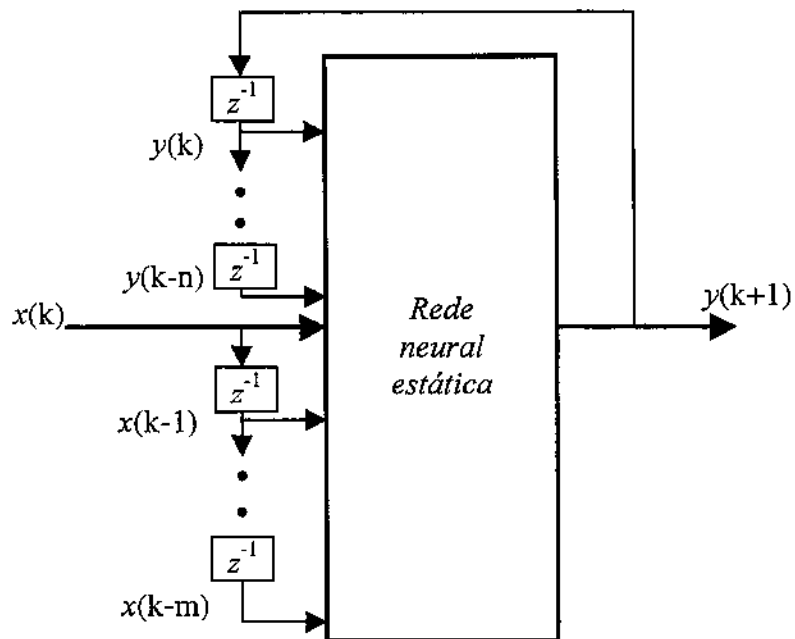 z⁻¹
y(k)
z⁻¹
y(k-n)
x(k)
z⁻¹
x(k-1)
z⁻¹
x(k-m)
Rede
neural
estática
y(k+1)